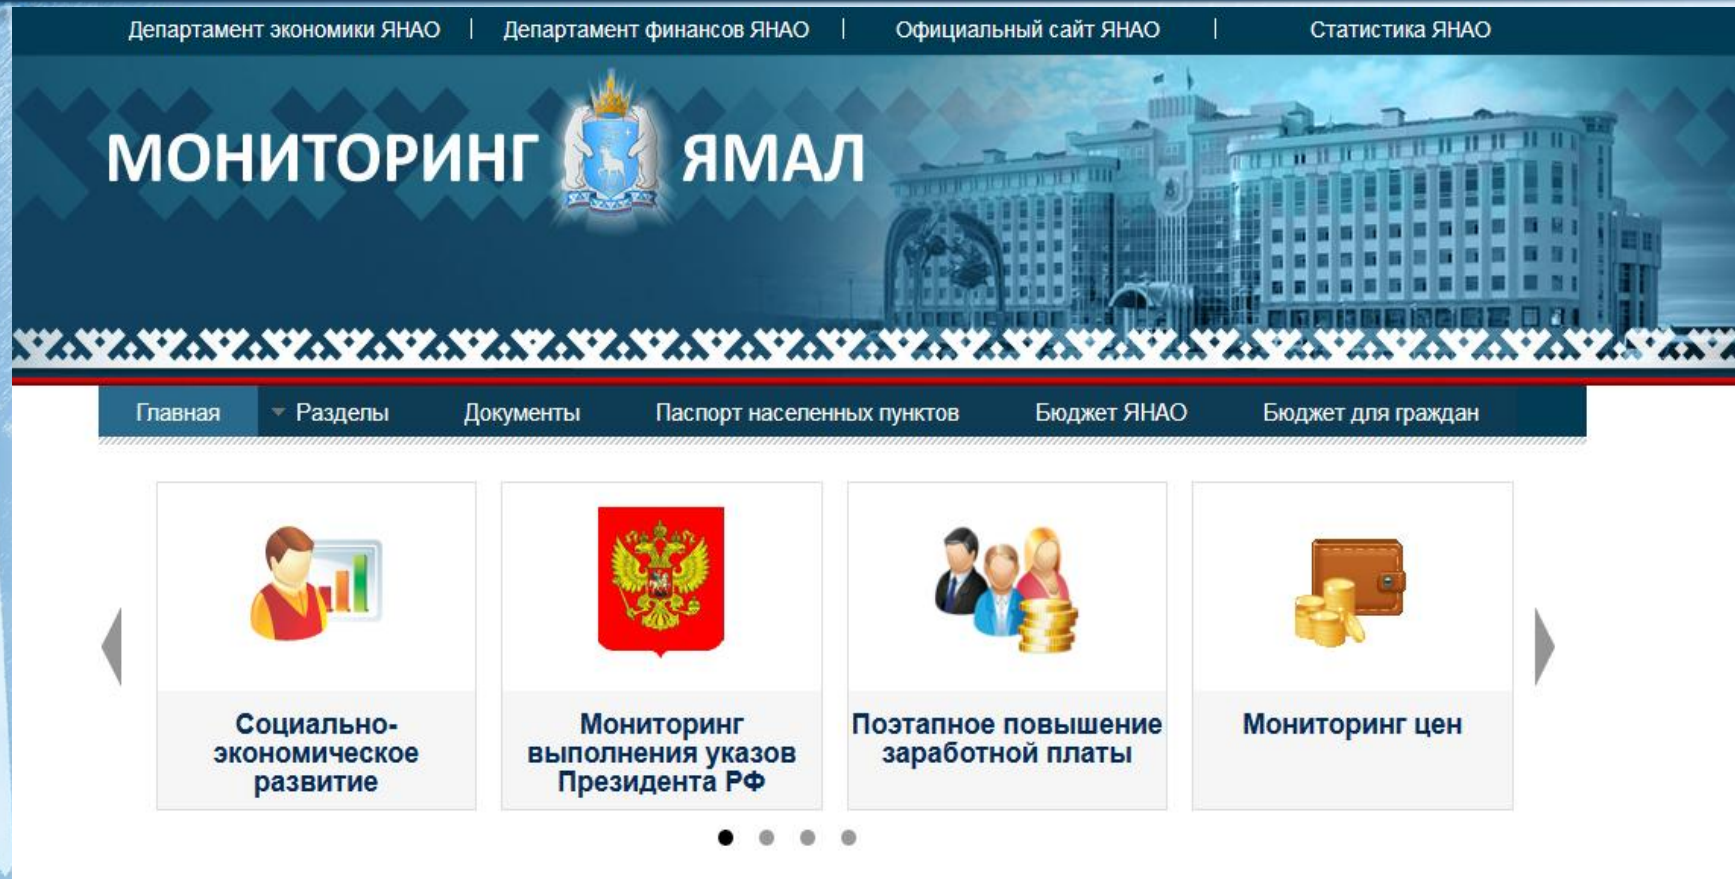 Департамент экономики ЯНАО | Департамент финансов ЯНАО | Официальный сайт ЯНАО | Статистика ЯНАО
МОНИТОРИНГ ЯМАЛ
Главная Разделы Документы Паспорт населенных пунктов Бюджет ЯНАО Бюджет для граждан
Социально-
экономическое
развитие
Мониторинг
выполнения указов
Президента РФ
Поэтапное повышение
заработной платы
Мониторинг цен